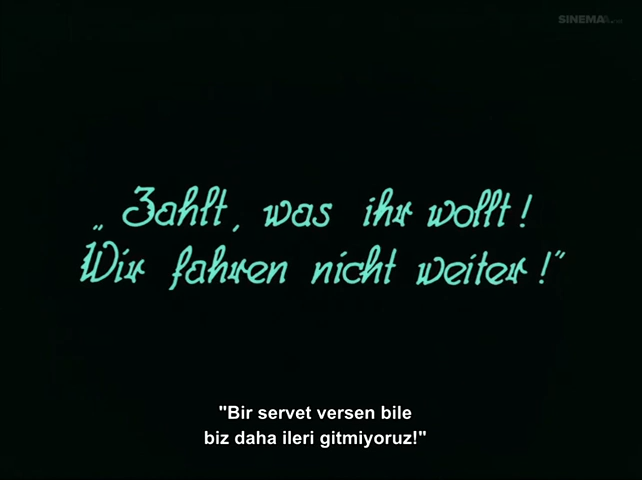 SINEMA
„Zahlt, was ihr wollt!
Wir fahren nicht weiter!"
"Bir servet versen bile
biz daha ileri gitmiyoruz!"